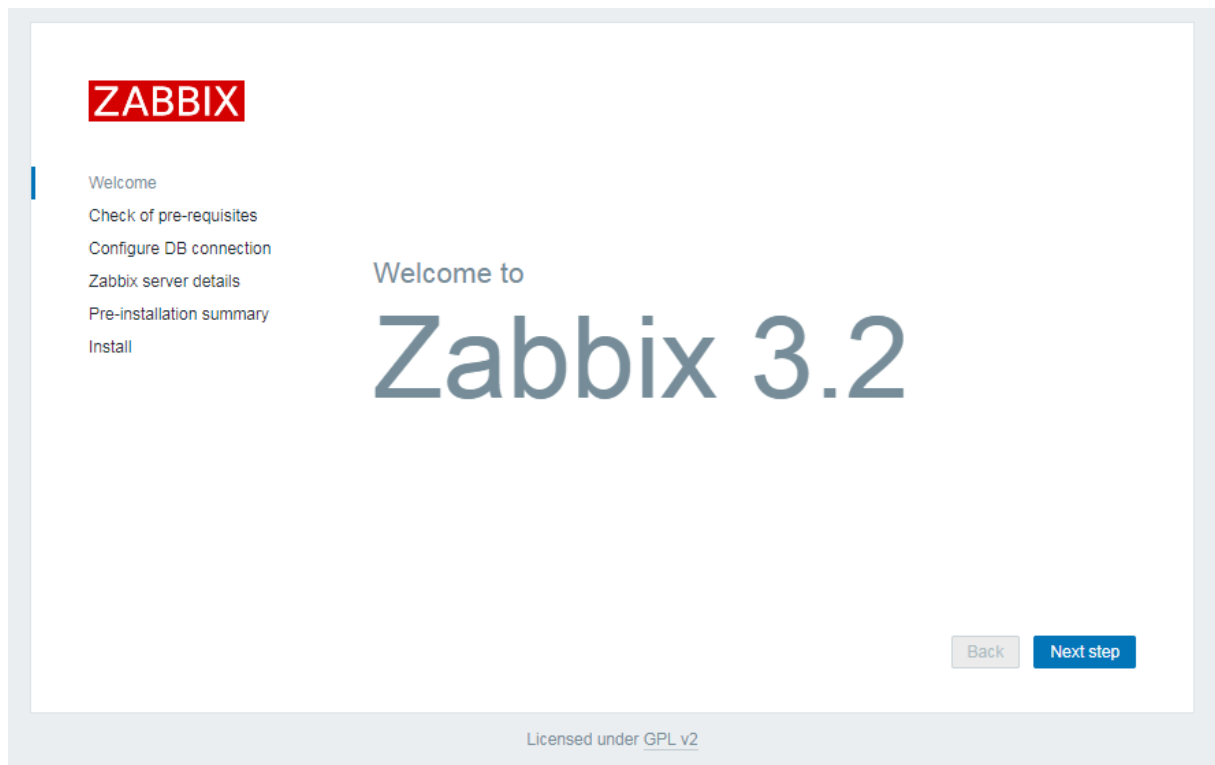 ZABBIX
Welcome
Check of pre-requisites
Configure DB connection
Zabbix server details
Pre-installation summary
Install
Welcome to
Zabbix 3.2
Back
Next step
Licensed under GPL v2